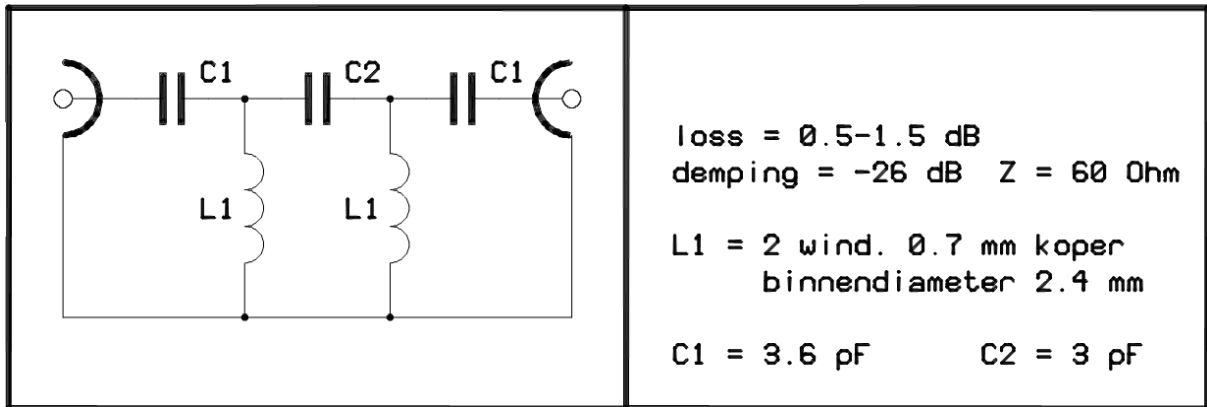 C1 C2 C1
L1 L1
loss = 0.5-1.5 dB
demping = -26 dB Z = 60 Ohm
L1 = 2 wind. 0.7 mm koper
binnendiameter 2.4 mm
C1 = 3.6 pF C2 = 3 pF